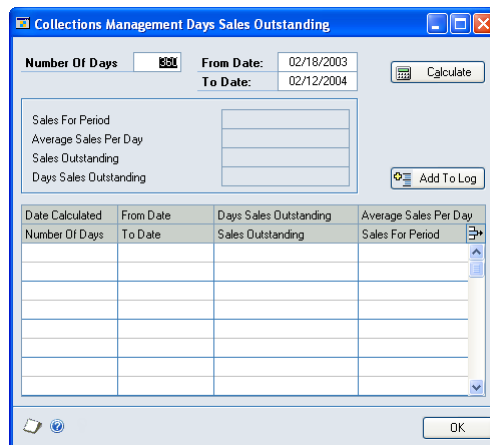 Collections Management Days Sales Outstanding
Number Of Days 360 From Date: 02/18/2003
To Date: 02/12/2004
Calculate
Sales For Period
Average Sales Per Day
Sales Outstanding
Days Sales Outstanding
Add To Log
Date Calculated From Date Days Sales Outstanding Average Sales Per Day
Number Of Days To Date Sales Outstanding Sales For Period
OK